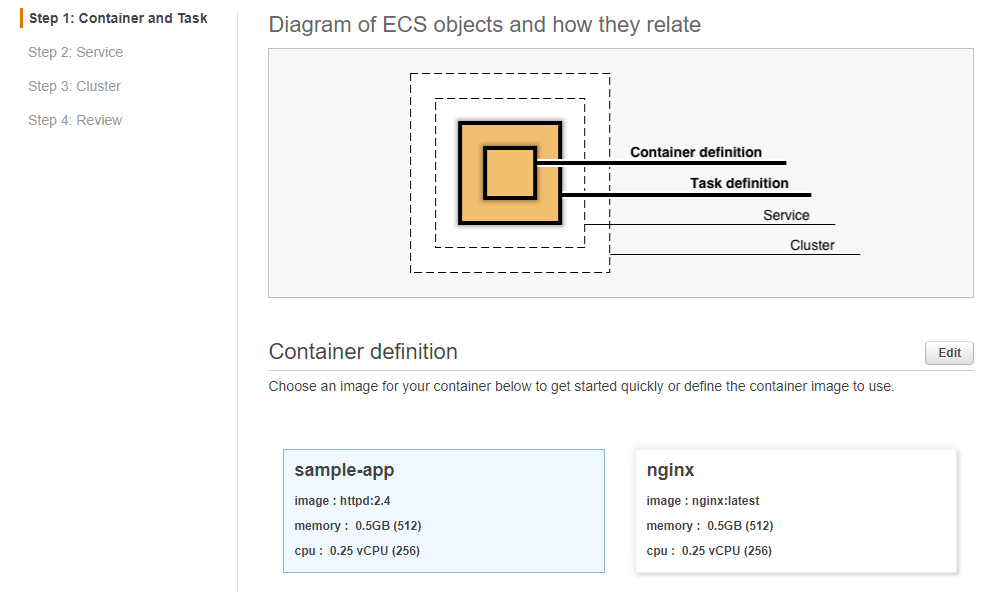 Step 1: Container and Task
Step 2: Service
Step 3: Cluster
Step 4: Review
Diagram of ECS objects and how they relate
Container definition
Task definition
Service
Cluster
Container definition
Edit
Choose an image for your container below to get started quickly or define the container image to use.
sample-app
image : httpd:2.4
memory : 0.5GB (512)
cpu : 0.25 vCPU (256)
nginx
image : nginx:latest
memory : 0.5GB (512)
cpu : 0.25 vCPU (256)